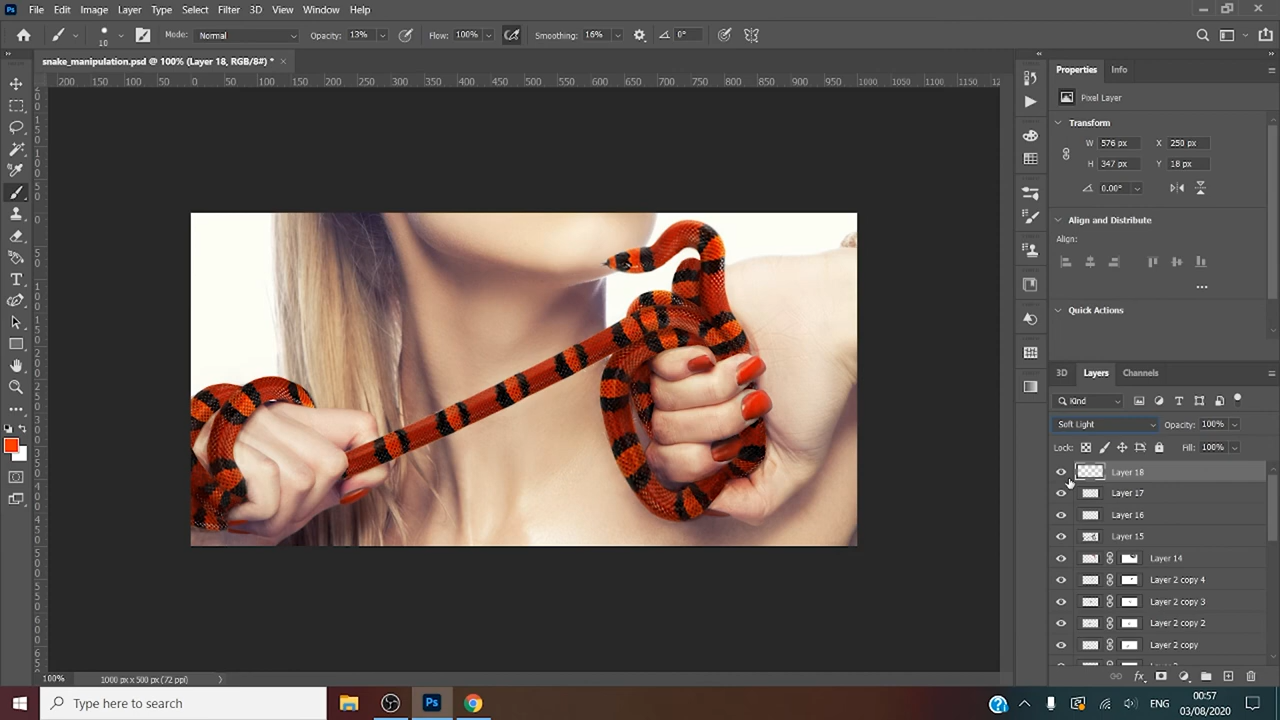 Ps File Edit Image Layer Type Select Filter 3D View Window Help
10 Mode: Normal Opacity: 13% Flow: 100% Smoothing: 16% 0°
snake_manipulation.psd @ 100% (Layer 18, RGB/8#) * ×
200 150 100 50 0 50 100 150 200 250 300 350 400 450 500 550 600 650 700 750 800 850 900 950 1000 1050 1100 1150
Properties Info
Pixel Layer
Transform
W 576 px X 250 px
H 347 px Y 18 px
0.00°
Align and Distribute
Align:
Quick Actions
3D Layers Channels
Kind
Soft Light Opacity: 100%
Lock: Fill: 100%
Layer 18
Layer 17
Layer 16
Layer 15
Layer 14
Layer 2 copy 4
Layer 2 copy 3
Layer 2 copy 2
Layer 2 copy
100% 1000 px x 500 px (72 ppi)
Type here to search
Ps
ENG
00:57
03/08/2020